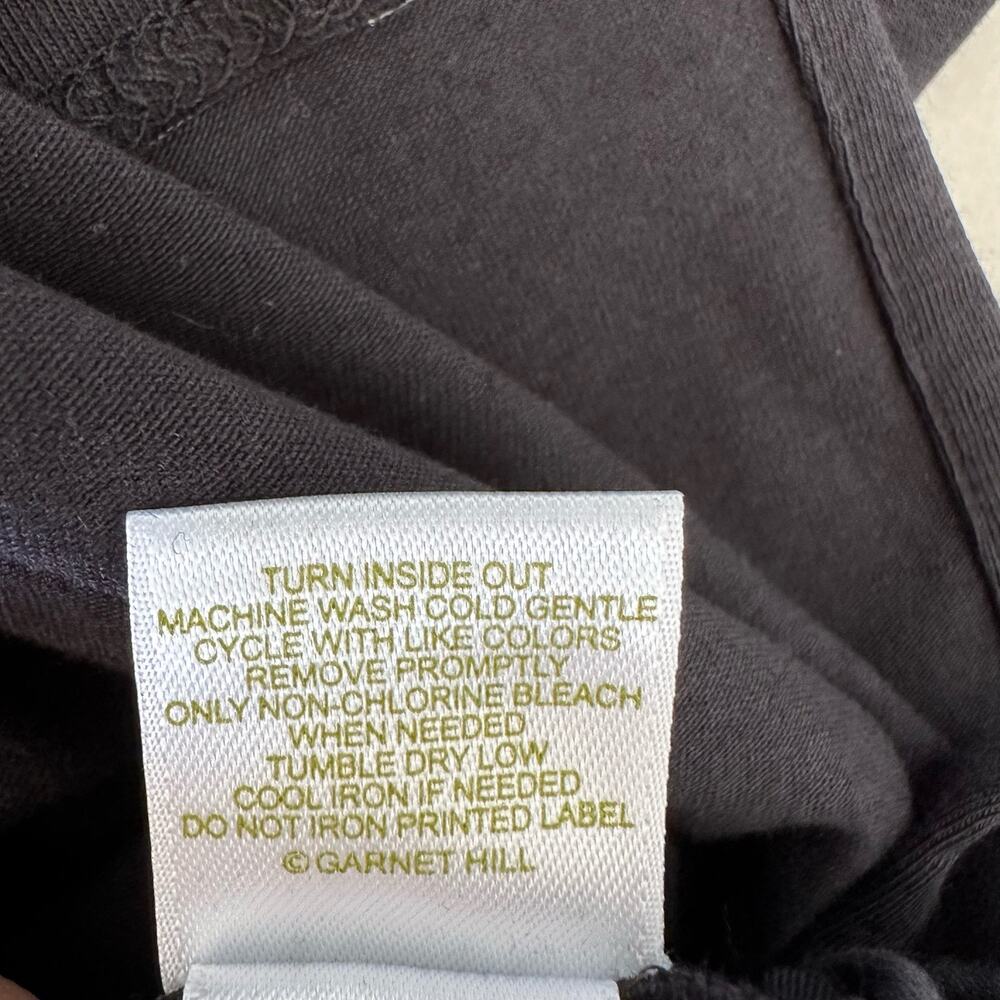 TURN INSIDE OUT
MACHINE WASH COLD GENTLE
CYCLE WITH LIKE COLORS
REMOVE PROMPTLY
ONLY NON-CHLORINE BLEACH
WHEN NEEDED
TUMBLE DRY LOW
COOL IRON IF NEEDED
DO NOT IRON PRINTED LABEL
© GARNET HILL